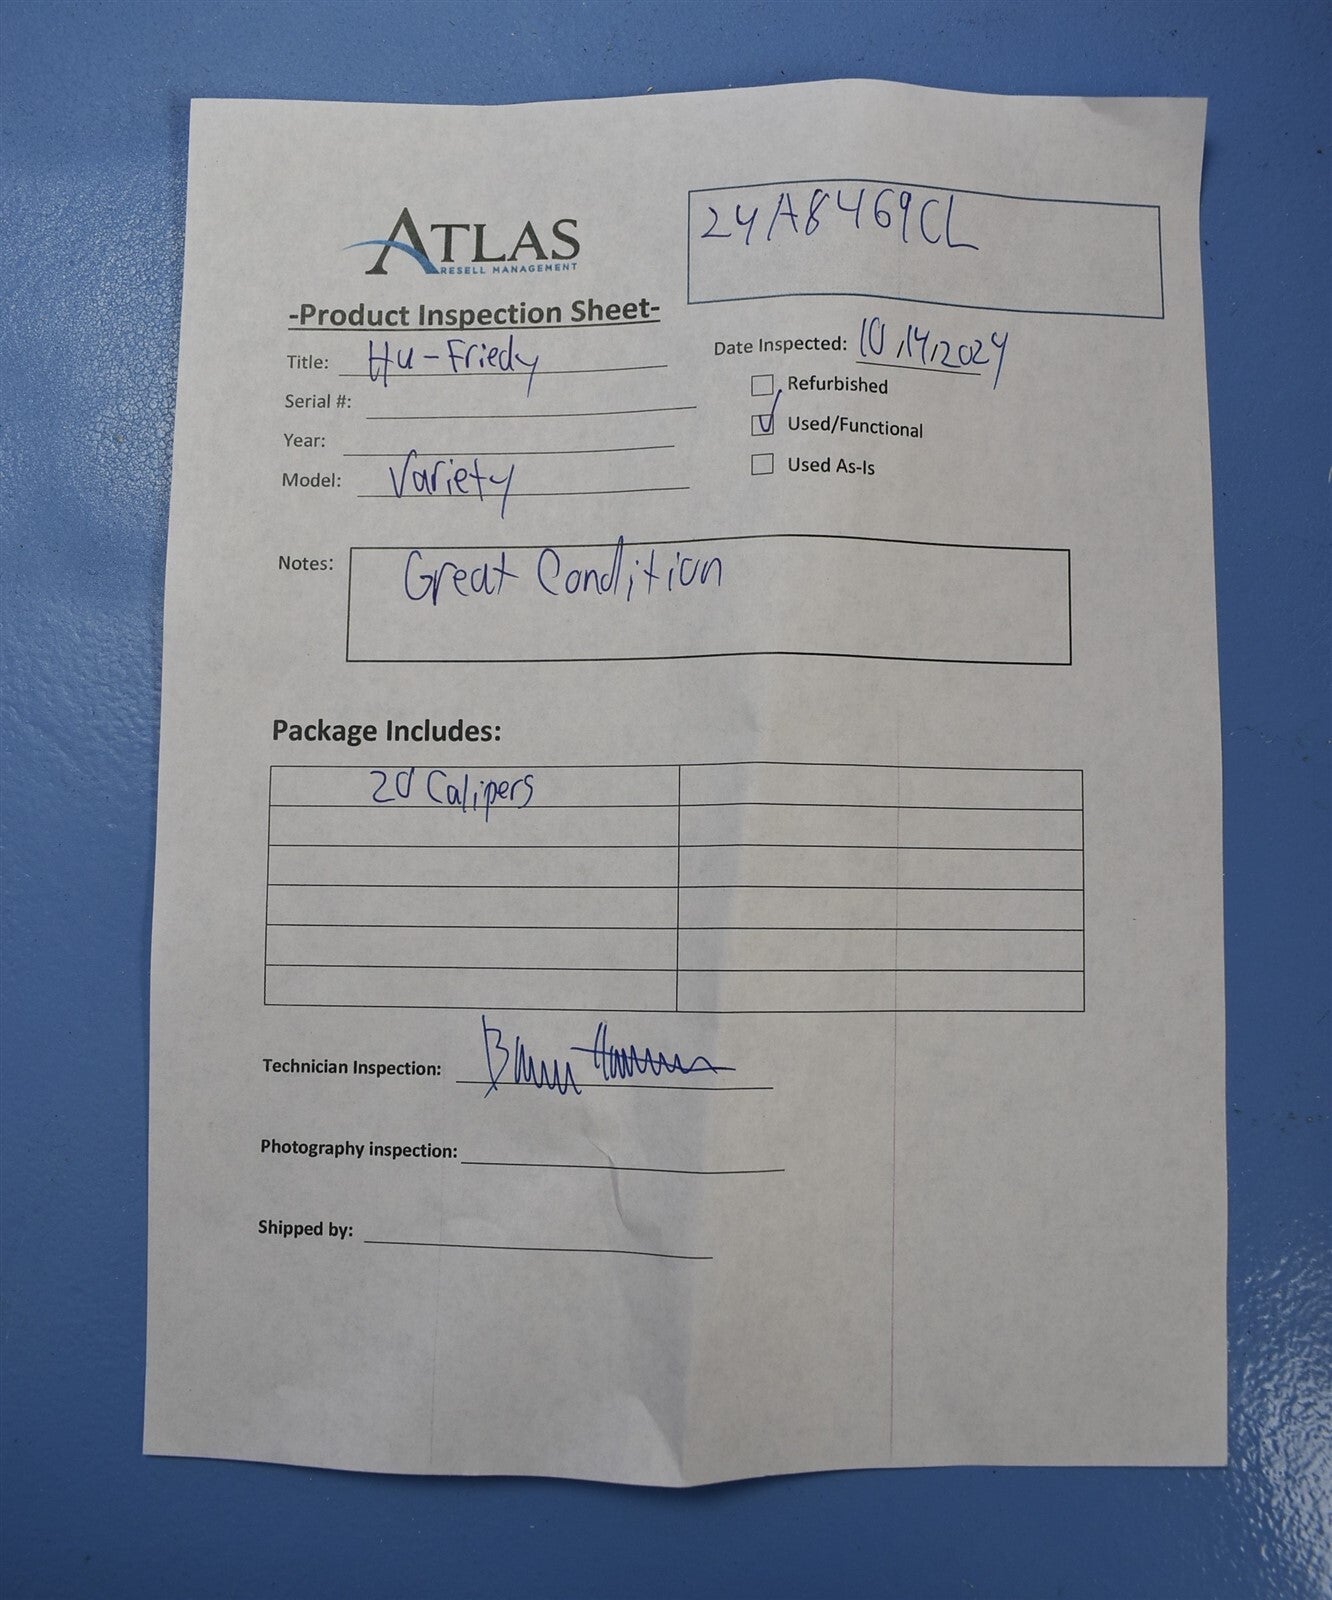 ATLAS
RESELL MANAGEMENT
24A8469CL
-Product Inspection Sheet-
Title: Hu-Friedy
Date Inspected: 10,14,2024
Serial #:
Refurbished
Year:
Used/Functional
Model: Variety
Used As-Is
Notes: Great Condition
Package Includes:
20 Calipers
Technician Inspection:
Photography inspection:
Shipped by: